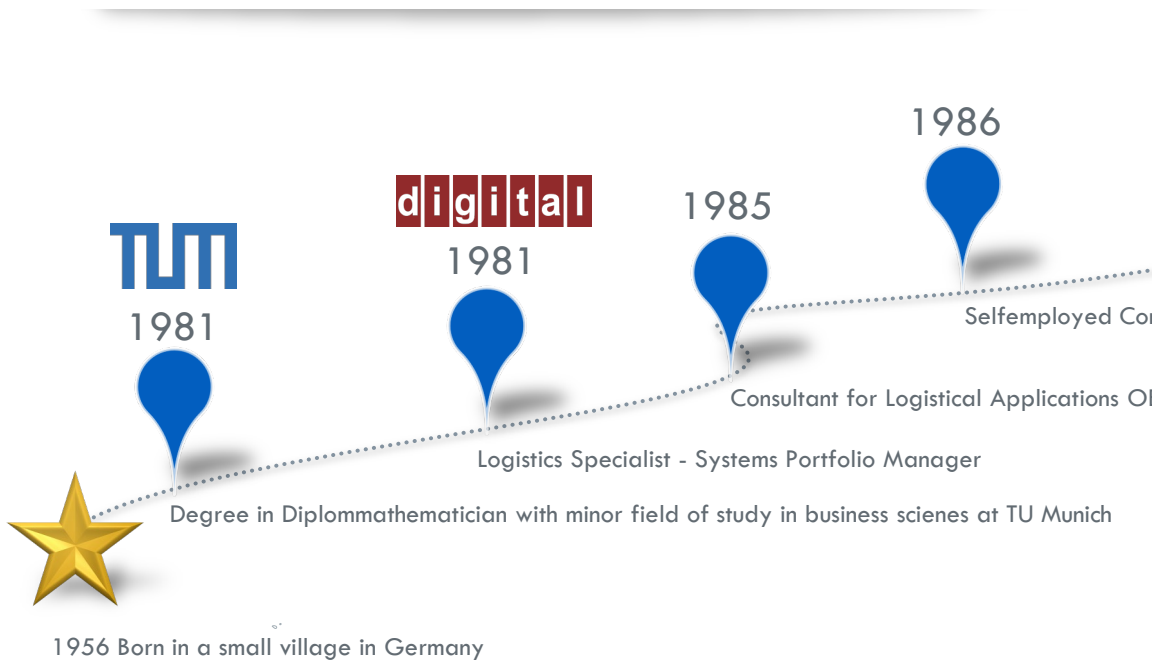 1986
digital
1985
1981
TUM
1981
Selfemployed
Consultant for Logistical Applications
Logistics Specialist - Systems Portfolio Manager
Degree in Diplommathematician with minor field of study in business scienes at TU Munich
1956 Born in a small village in Germany